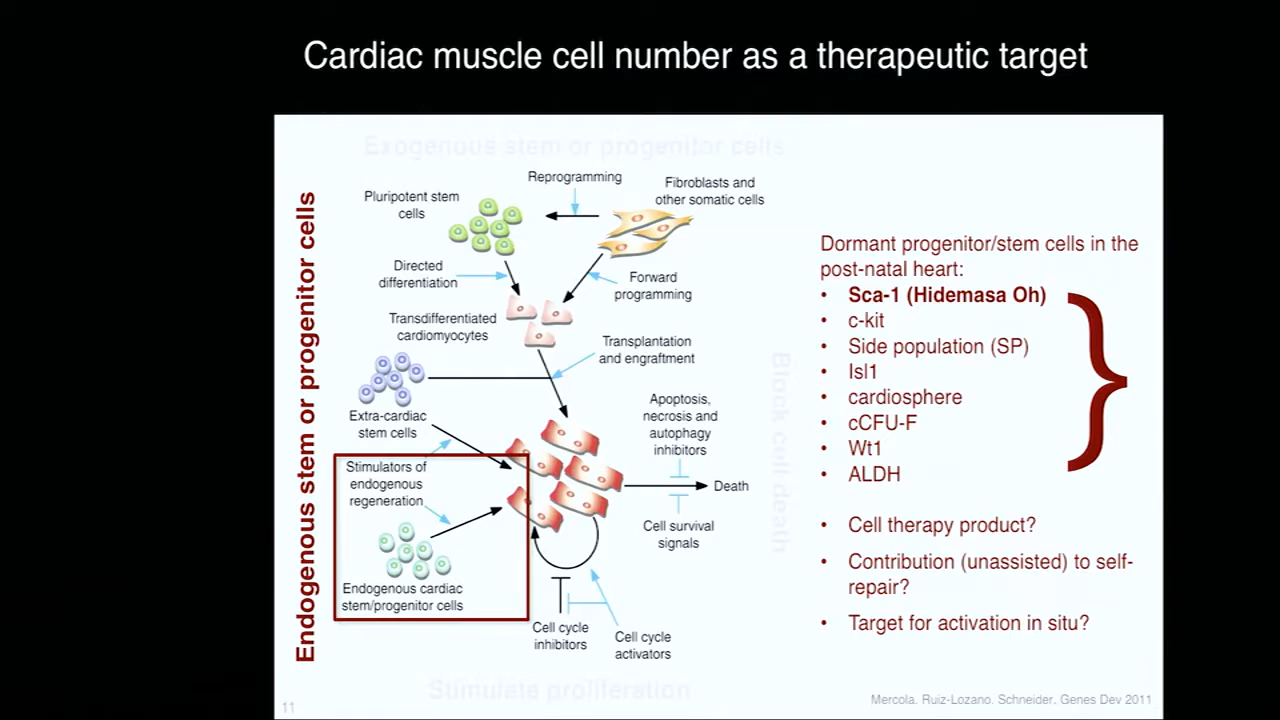 Cardiac muscle cell number as a therapeutic target
Exogenous stem or progenitor cells
Endogenous stem or progenitor cells
Reprogramming
Pluripotent stem
cells
Fibroblasts and
other somatic cells
Directed
differentiation
Forward
programming
Transdifferentiated
cardiomyocytes
Transplantation
and engraftment
Extra-cardiac
stem cells
Apoptosis,
necrosis and
autophagy
inhibitors
Stimulators of
endogenous
regeneration
Death
Cell survival
signals
Endogenous cardiac
stem/progenitor cells
Cell cycle
inhibitors
Cell cycle
activators
Block cell death
Stimulate proliferation
Dormant progenitor/stem cells in the
post-natal heart:
• Sca-1 (Hidemasa Oh)
• c-kit
• Side population (SP)
• Isl1
• cardiosphere
• cCFU-F
• Wt1
• ALDH
}
• Cell therapy product?
• Contribution (unassisted) to self-
repair?
• Target for activation in situ?
11
Mercola. Ruiz-Lozano. Schneider. Genes Dev 2011